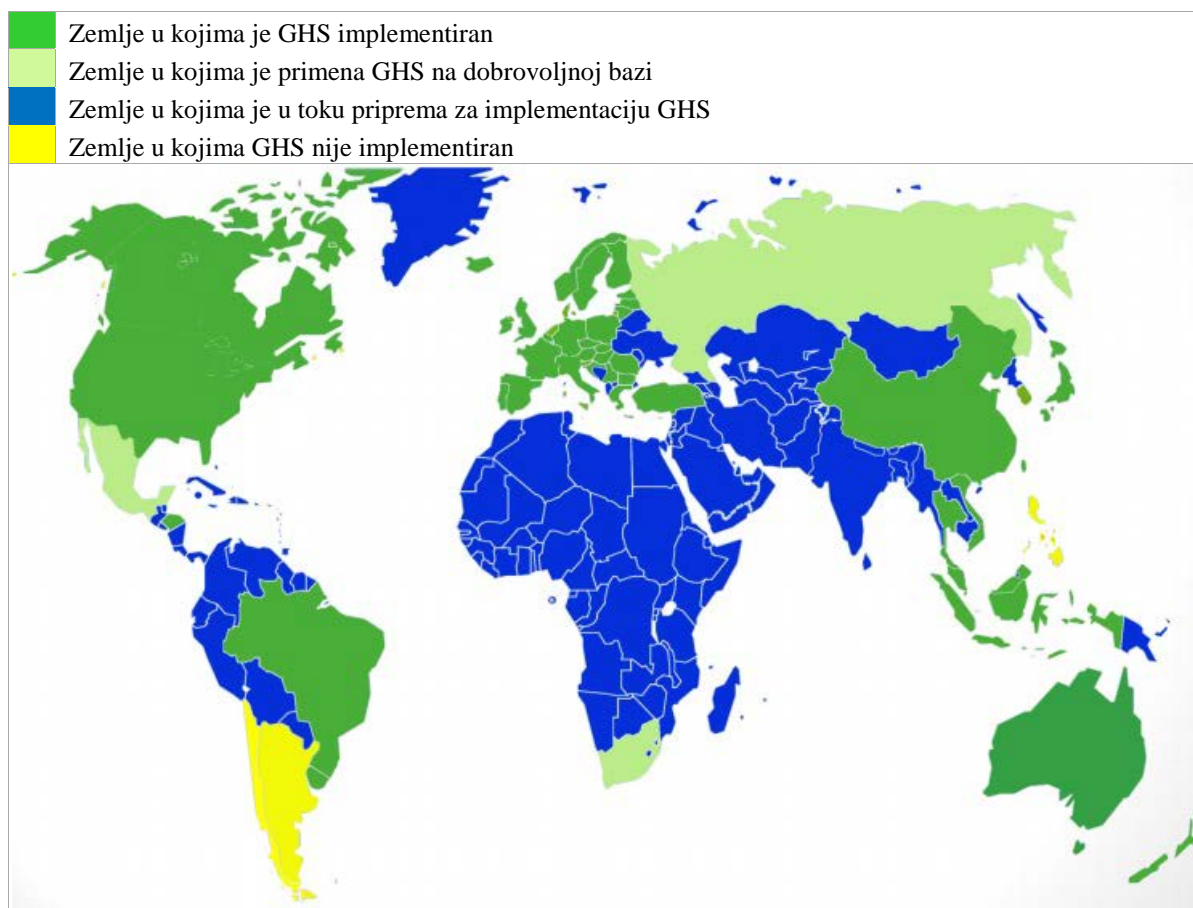 Zemlje u kojima je GHS implementiran
Zemlje u kojima je primena GHS na dobrovoljnoj bazi
Zemlje u kojima je u toku priprema za implementaciju GHS
Zemlje u kojima GHS nije implementiran